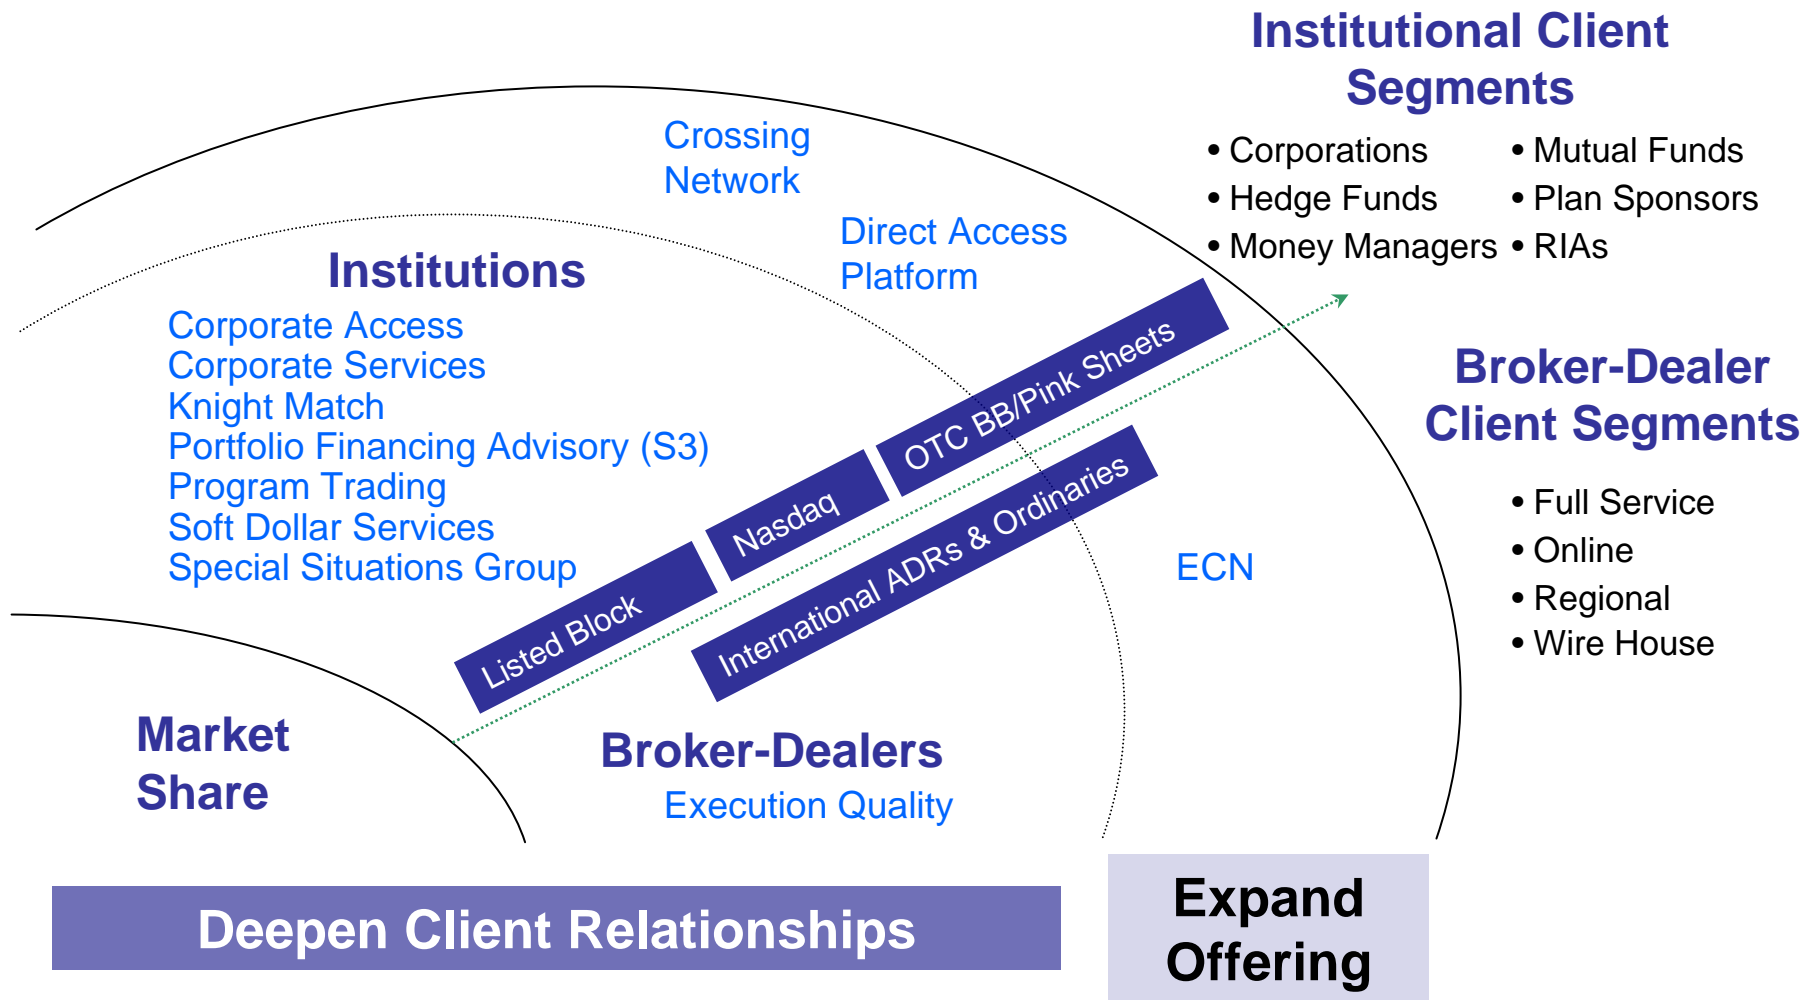 Institutional Client
Segments
• Corporations
• Hedge Funds
• Money Managers
• Mutual Funds
• Plan Sponsors
• RIAs
Crossing
Network
Direct Access
Platform
Institutions
Corporate Access
Corporate Services
Knight Match
Portfolio Financing Advisory (S3)
Program Trading
Soft Dollar Services
Special Situations Group
Listed Block
Nasdaq
OTC BB/Pink Sheets
International ADRs & Ordinaries
Broker-Dealer
Client Segments
• Full Service
• Online
• Regional
• Wire House
ECN
Market
Share
Broker-Dealers
Execution Quality
Deepen Client Relationships
Expand
Offering